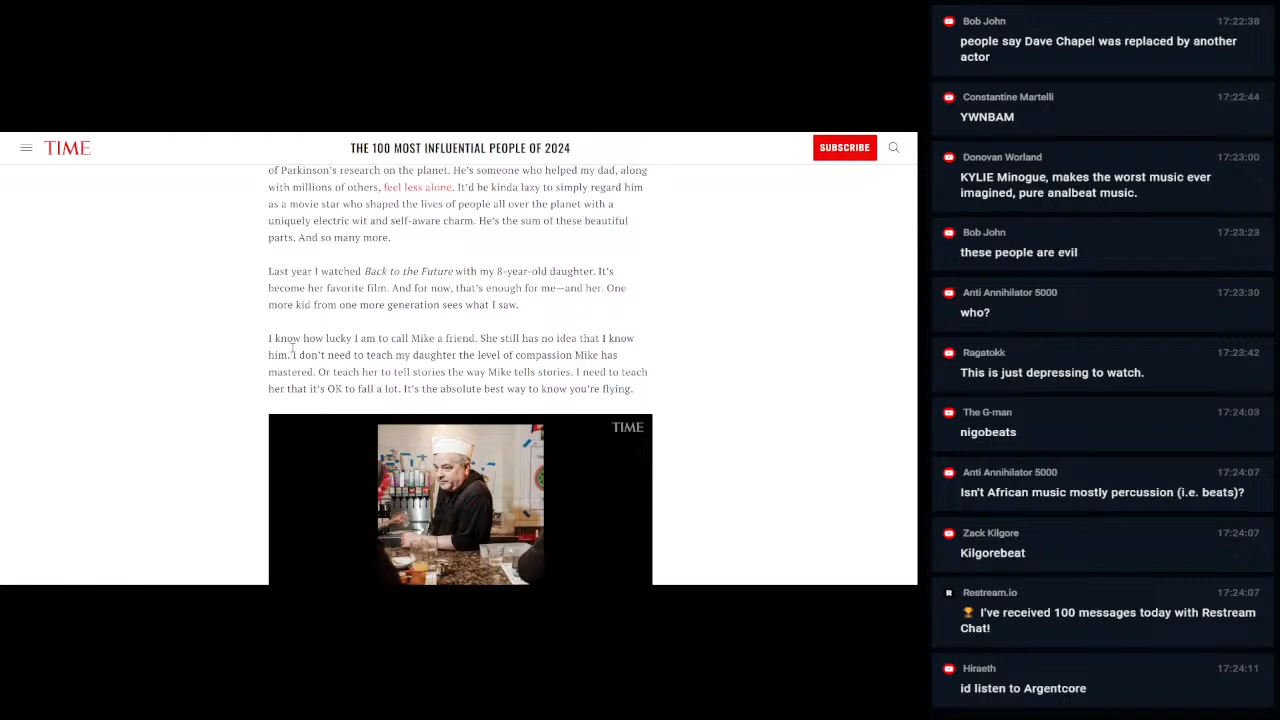 TIME
THE 100 MOST INFLUENTIAL PEOPLE OF 2024
SUBSCRIBE
of Parkinson's research on the planet. He's someone who helped my dad, along
with millions of others, feel less alone. It'd be kinda lazy to simply regard him
as a movie star who shaped the lives of people all over the planet with a
uniquely electric wit and self-aware charm. He's the sum of these beautiful
parts. And so many more.
Last year I watched Back to the Future with my 8-year-old daughter. It's
become her favorite film. And for now, that's enough for me—and her. One
more kid from one more generation sees what I saw.
I know how lucky I am to call Mike a friend. She still has no idea that I know
him. I don't need to teach my daughter the level of compassion Mike has
mastered. Or teach her to tell stories the way Mike tells stories. I need to teach
her that it's OK to fall a lot. It's the absolute best way to know you're flying.
TIME
Bob John 17:22:38
people say Dave Chapel was replaced by another
actor
Constantine Martelli 17:22:44
YWNBAM
Donovan Worland 17:23:00
KYLIE Minogue, makes the worst music ever
imagined, pure analbeat music.
Bob John 17:23:23
these people are evil
Anti Annihilator 5000 17:23:30
who?
Ragatokk 17:23:42
This is just depressing to watch.
The G-man 17:24:03
nigobeats
Anti Annihilator 5000 17:24:07
Isn't African music mostly percussion (i.e. beats)?
Zack Kilgore 17:24:07
Kilgorebeat
R Restream.io 17:24:07
🏆 I've received 100 messages today with Restream
Chat!
Hiraeth 17:24:11
id listen to Argentcore